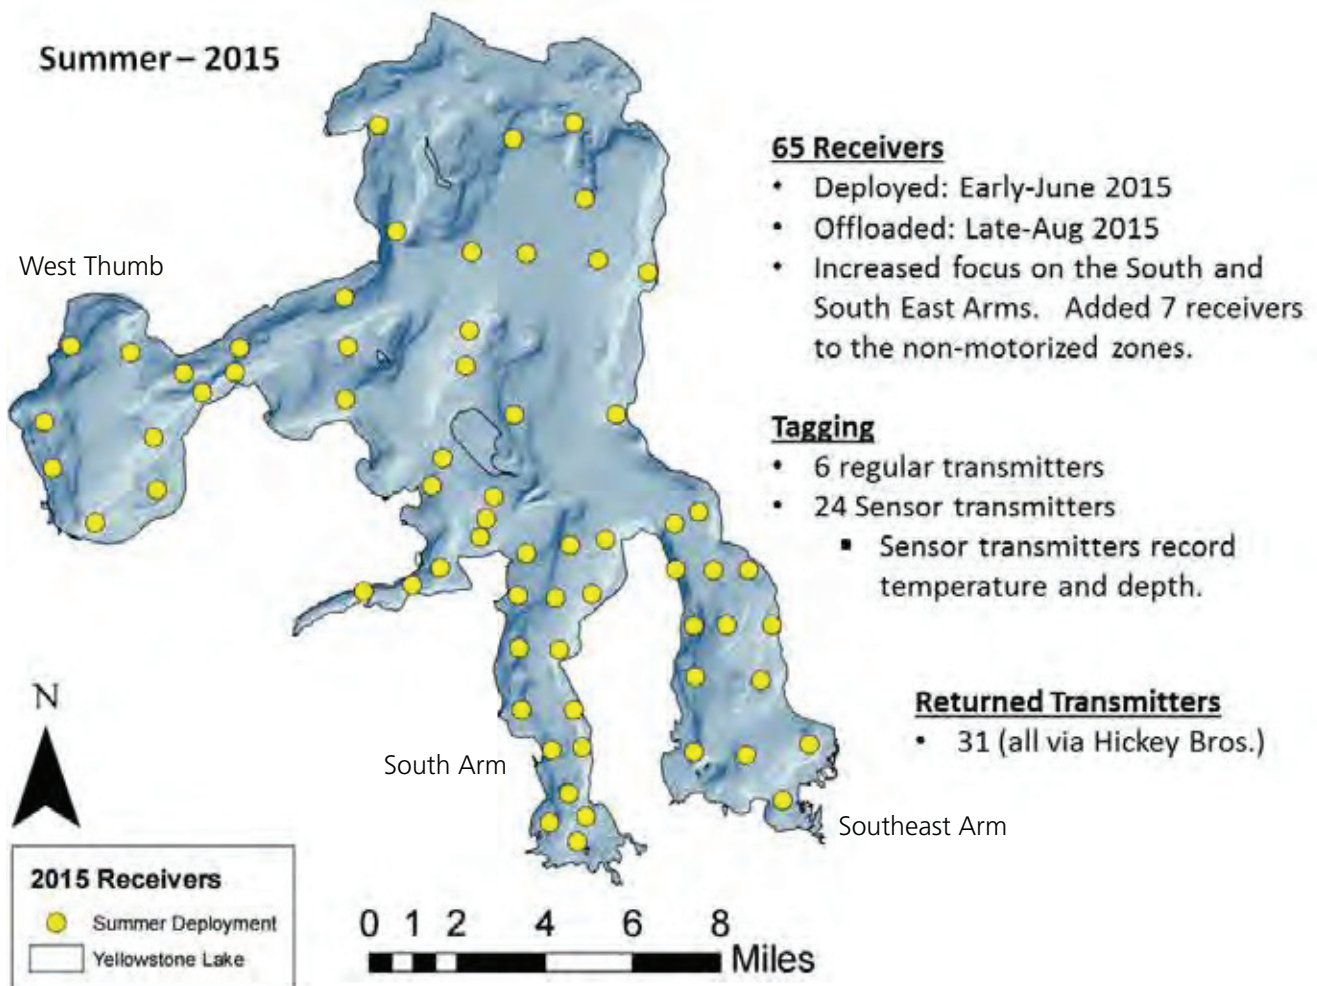 Summer – 2015
65 Receivers
• Deployed: Early-June 2015
• Offloaded: Late-Aug 2015
• Increased focus on the South and
South East Arms. Added 7 receivers
to the non-motorized zones.
West Thumb
Tagging
• 6 regular transmitters
• 24 Sensor transmitters
▪ Sensor transmitters record
temperature and depth.
Returned Transmitters
• 31 (all via Hickey Bros.)
N
South Arm
Southeast Arm
2015 Receivers
Summer Deployment
Yellowstone Lake
0 1 2 4 6 8
Miles